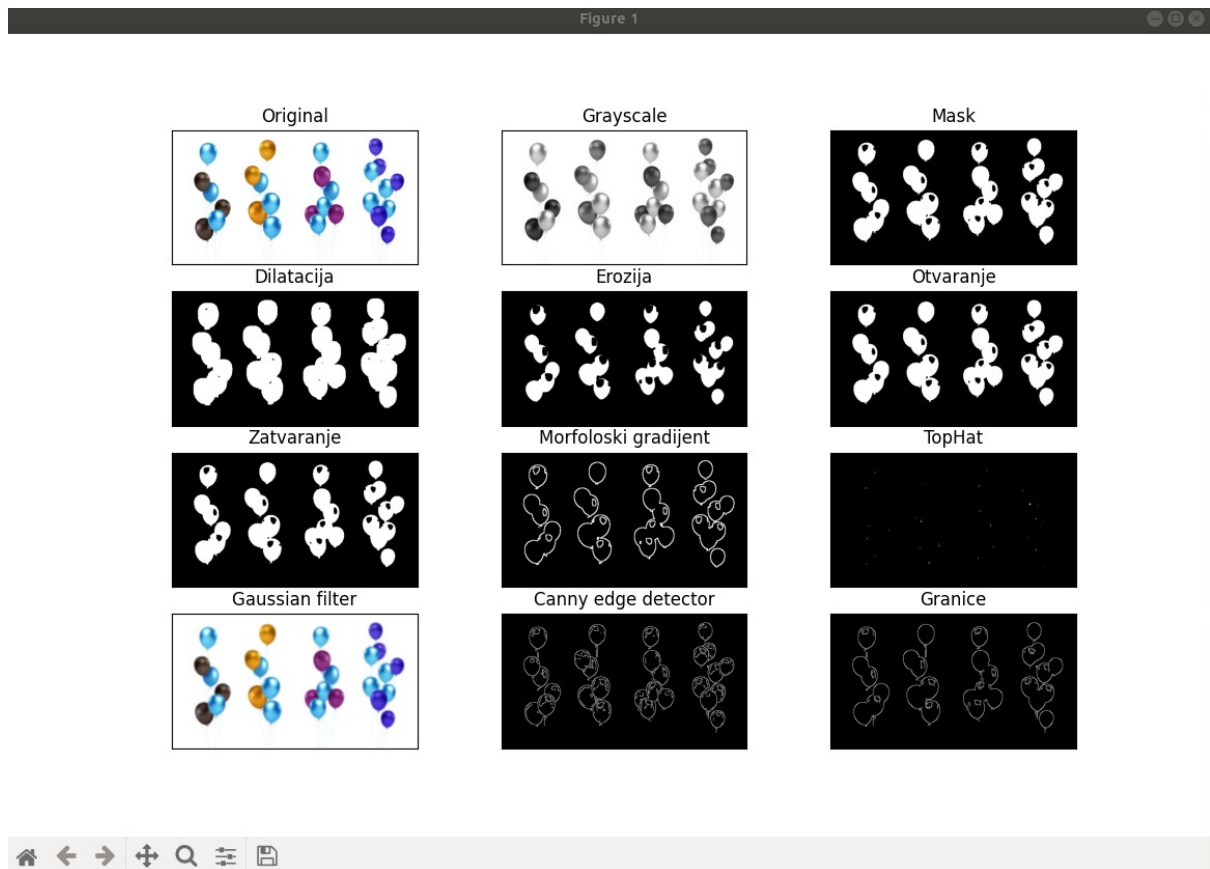 Figure 1
Original
Grayscale
Mask
Dilatacija
Erozija
Otvaranje
Zatvaranje
Morfoloski gradijent
TopHat
Gaussian filter
Canny edge detector
Granice